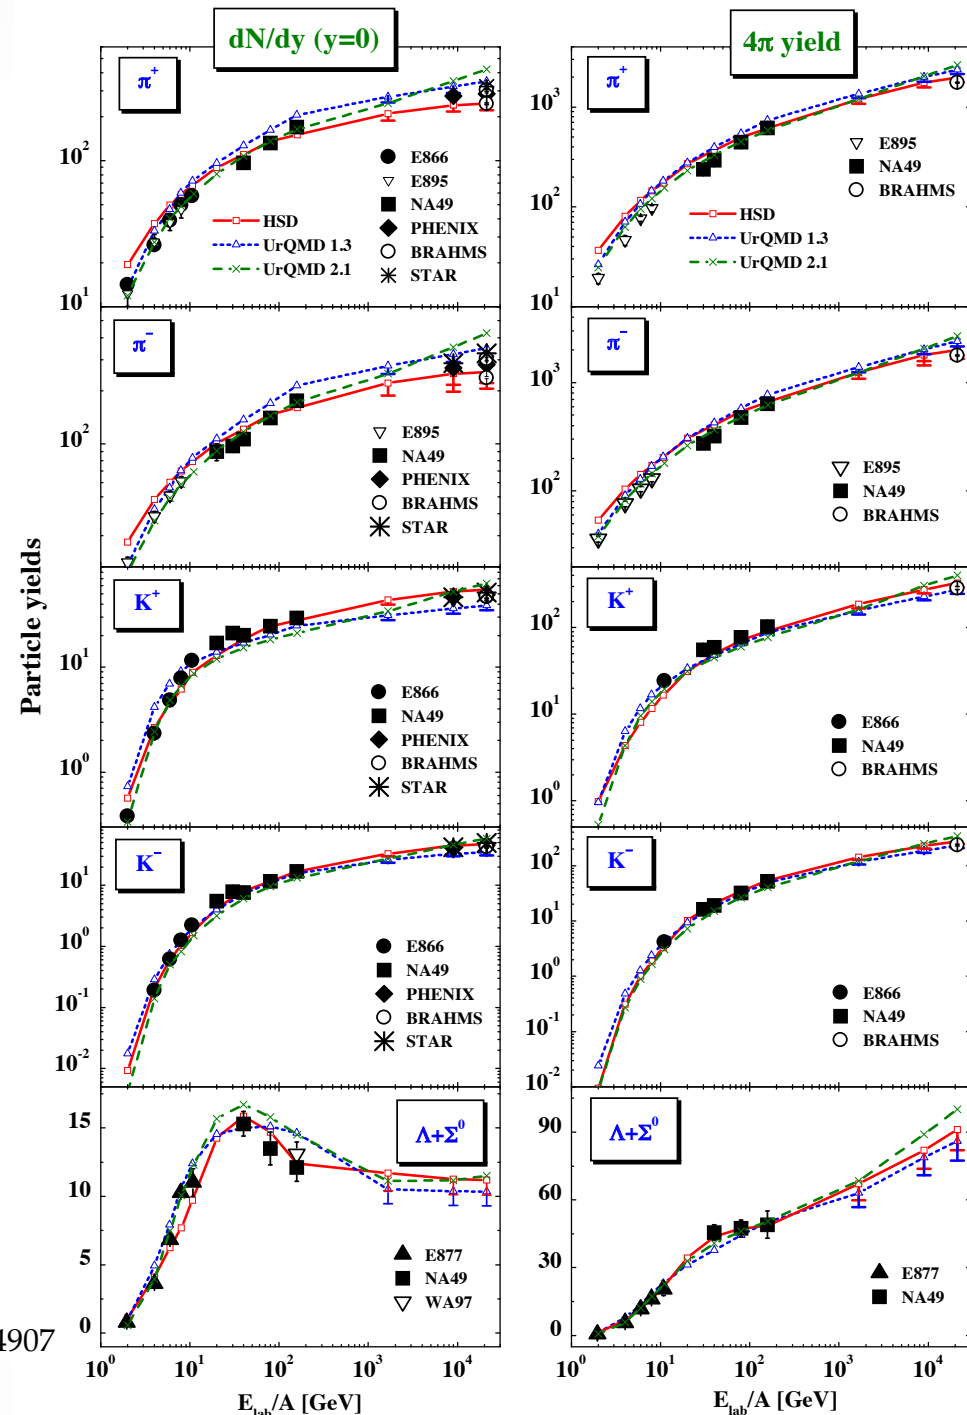 dN/dy (y=0)
4π yield
π⁺
10²
10¹
E866
E895
NA49
PHENIX
BRAHMS
STAR
HSD
UrQMD 1.3
UrQMD 2.1
π⁺
10³
10²
10¹
E895
NA49
BRAHMS
HSD
UrQMD 1.3
UrQMD 2.1
π⁻
10²
E895
NA49
PHENIX
BRAHMS
STAR
π⁻
10³
10²
E895
NA49
BRAHMS
Particle yields
K⁺
10¹
10⁰
E866
NA49
PHENIX
BRAHMS
STAR
K⁺
10²
10¹
10⁰
E866
NA49
BRAHMS
K⁻
10¹
10⁰
10⁻¹
10⁻²
E866
NA49
PHENIX
BRAHMS
STAR
K⁻
10²
10¹
10⁰
10⁻¹
10⁻²
E866
NA49
BRAHMS
Λ+Σ⁰
15
10
5
0
E877
NA49
WA97
Λ+Σ⁰
90
60
30
0
E877
NA49
4907
10⁰ 10¹ 10² 10³ 10⁴
E_lab/A [GeV]
10⁰ 10¹ 10² 10³ 10⁴
E_lab/A [GeV]